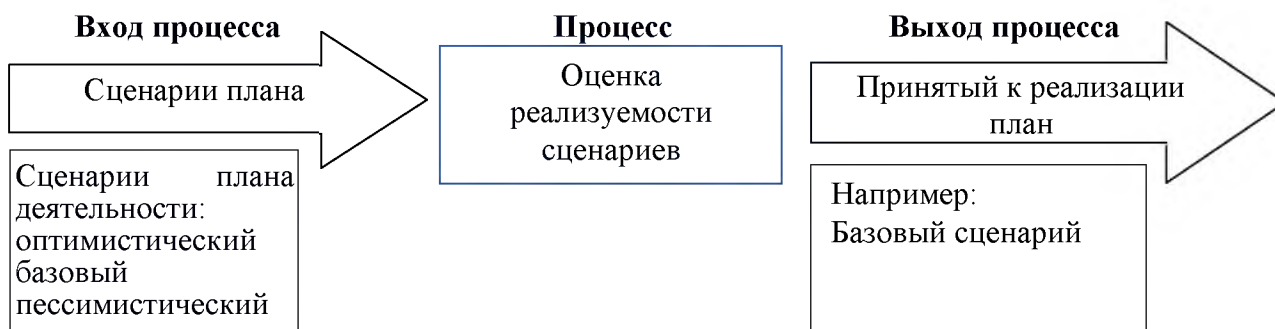 Вход процесса
Сценарии плана
Сценарии плана
деятельности:
оптимистический
базовый
пессимистический
Процесс
Оценка
реализуемости
сценариев
Выход процесса
Принятый к реализации
план
Например:
Базовый сценарий